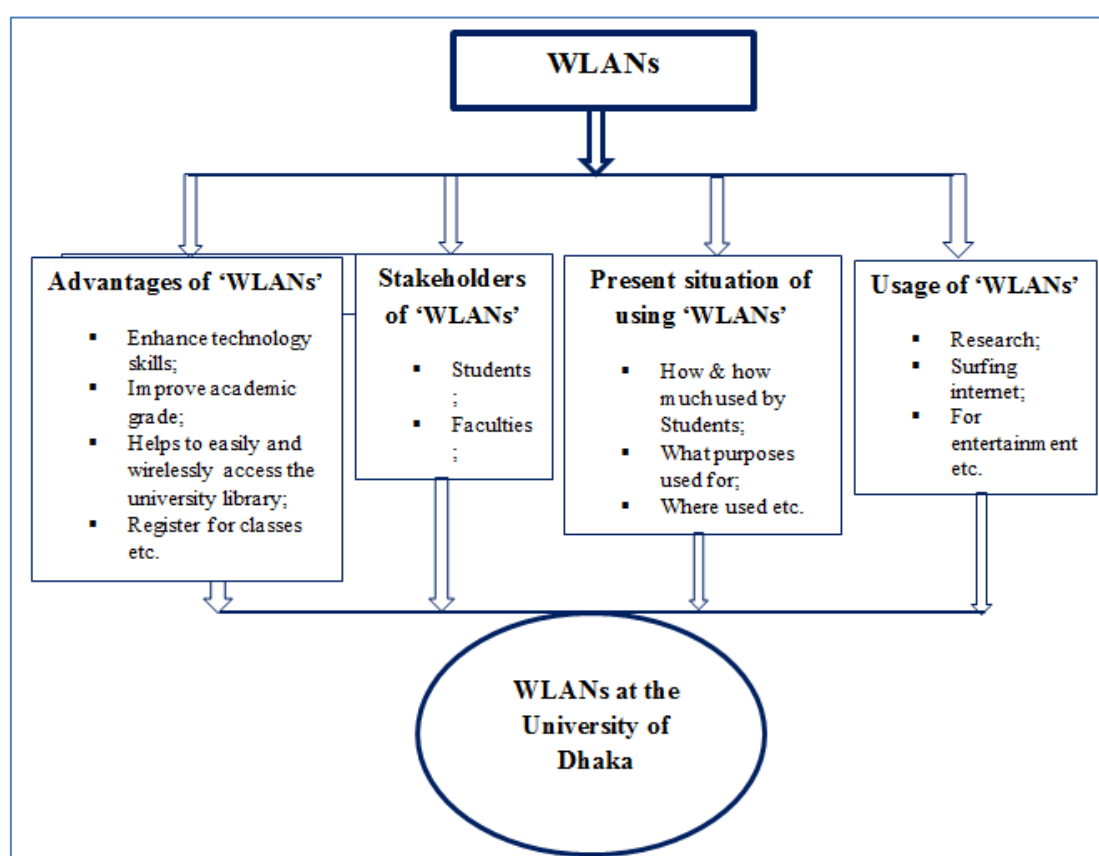 WLANs
Advantages of ‘WLANs’
▪ Enhance technology
skills;
▪ Improve academic
grade;
▪ Helps to easily and
wirelessly access the
university library;
▪ Register for classes
etc.
Stakeholders
of ‘WLANs’
▪ Students
;
▪ Faculties
;
Present situation of
using ‘WLANs’
▪ How & how
much used by
Students;
▪ What purposes
used for;
▪ Where used etc.
Usage of ‘WLANs’
▪ Research;
▪ Surfing
internet;
▪ For
entertainment
etc.
WLANs at the
University of
Dhaka